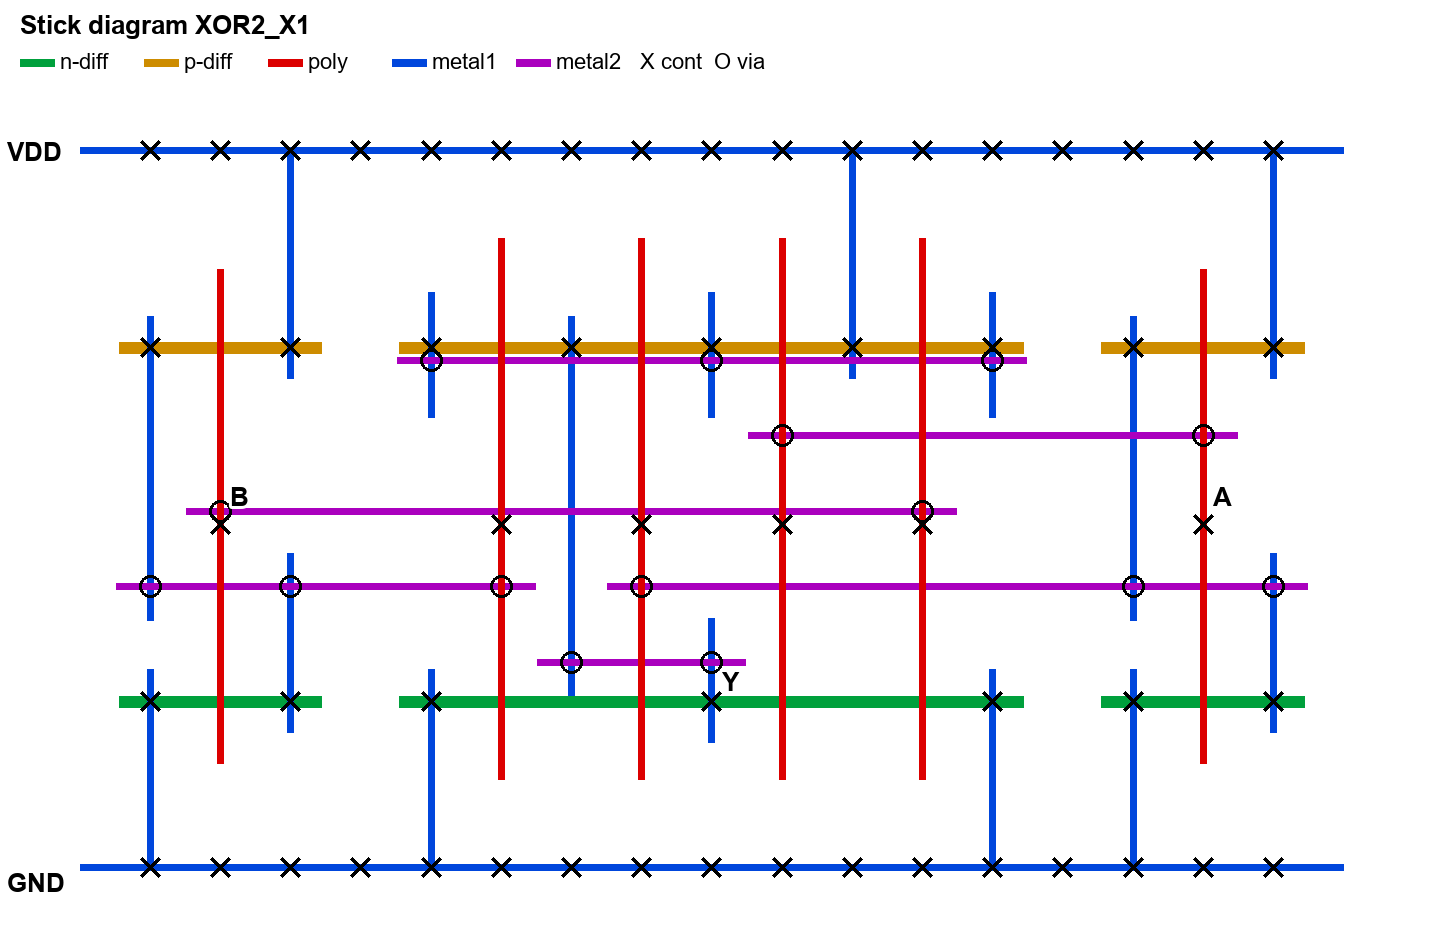 Stick diagram XOR2_X1
n-diff p-diff poly metal1 metal2 X cont O via
VDD
B
A
Y
GND